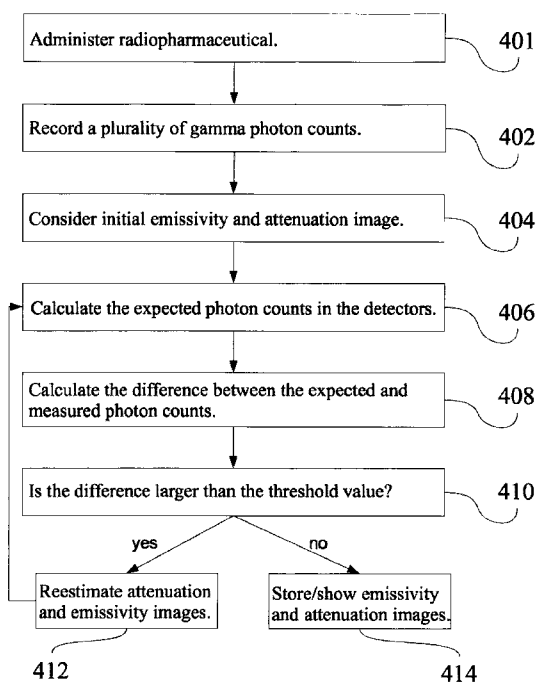 Administer radiopharmaceutical.
401
Record a plurality of gamma photon counts.
402
Consider initial emissivity and attenuation image.
404
Calculate the expected photon counts in the detectors.
406
Calculate the difference between the expected and
measured photon counts.
408
Is the difference larger than the threshold value?
410
yes
no
Reestimate attenuation
and emissivity images.
Store/show emissivity
and attenuation images.
412
414